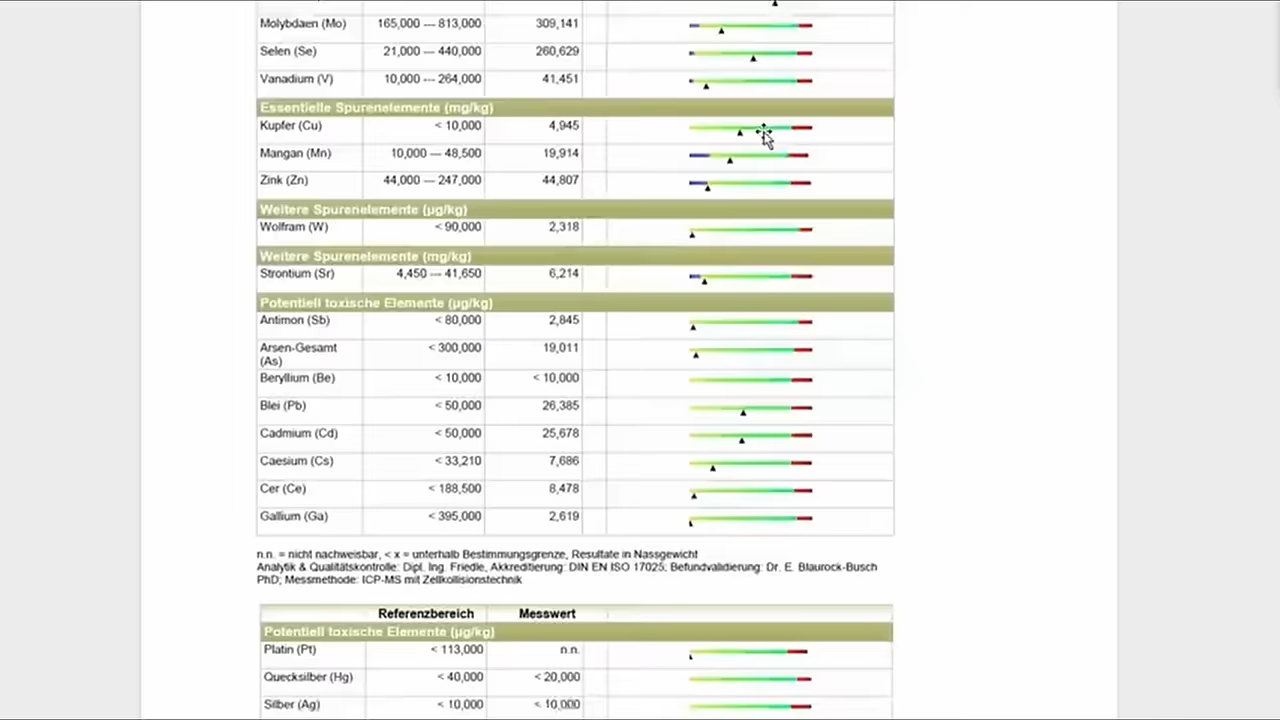 Molybdaen (Mo) 165,000 --- 813,000 309,141
Selen (Se) 21,000 --- 440,000 260,629
Vanadium (V) 10,000 --- 264,000 41,451
Essentielle Spurenelemente (mg/kg)
Kupfer (Cu) < 10,000 4,945
Mangan (Mn) 10,000 --- 48,500 19,914
Zink (Zn) 44,000 --- 247,000 44,807
Weitere Spurenelemente (µg/kg)
Wolfram (W) < 90,000 2,318
Weitere Spurenelemente (mg/kg)
Strontium (Sr) 4,450 --- 41,650 6,214
Potentiell toxische Elemente (µg/kg)
Antimon (Sb) < 80,000 2,845
Arsen-Gesamt < 300,000 19,011
(As)
Beryllium (Be) < 10,000 < 10,000
Blei (Pb) < 50,000 26,385
Cadmium (Cd) < 50,000 25,678
Caesium (Cs) < 33,210 7,686
Cer (Ce) < 188,500 8,478
Gallium (Ga) < 395,000 2,619
n.n. = nicht nachweisbar, < x = unterhalb Bestimmungsgrenze, Resultate in Nassgewicht
Analytik & Qualitätskontrolle: Dipl. Ing. Friedle, Akkreditierung: DIN EN ISO 17025; Befundvalidierung: Dr. E. Blaurock-Busch
PhD; Messmethode: ICP-MS mit Zellkollisionstechnik
Referenzbereich Messwert
Potentiell toxische Elemente (µg/kg)
Platin (Pt) < 113,000 n.n.
Quecksilber (Hg) < 40,000 < 20,000
Silber (Ag) < 10,000 < 10,000